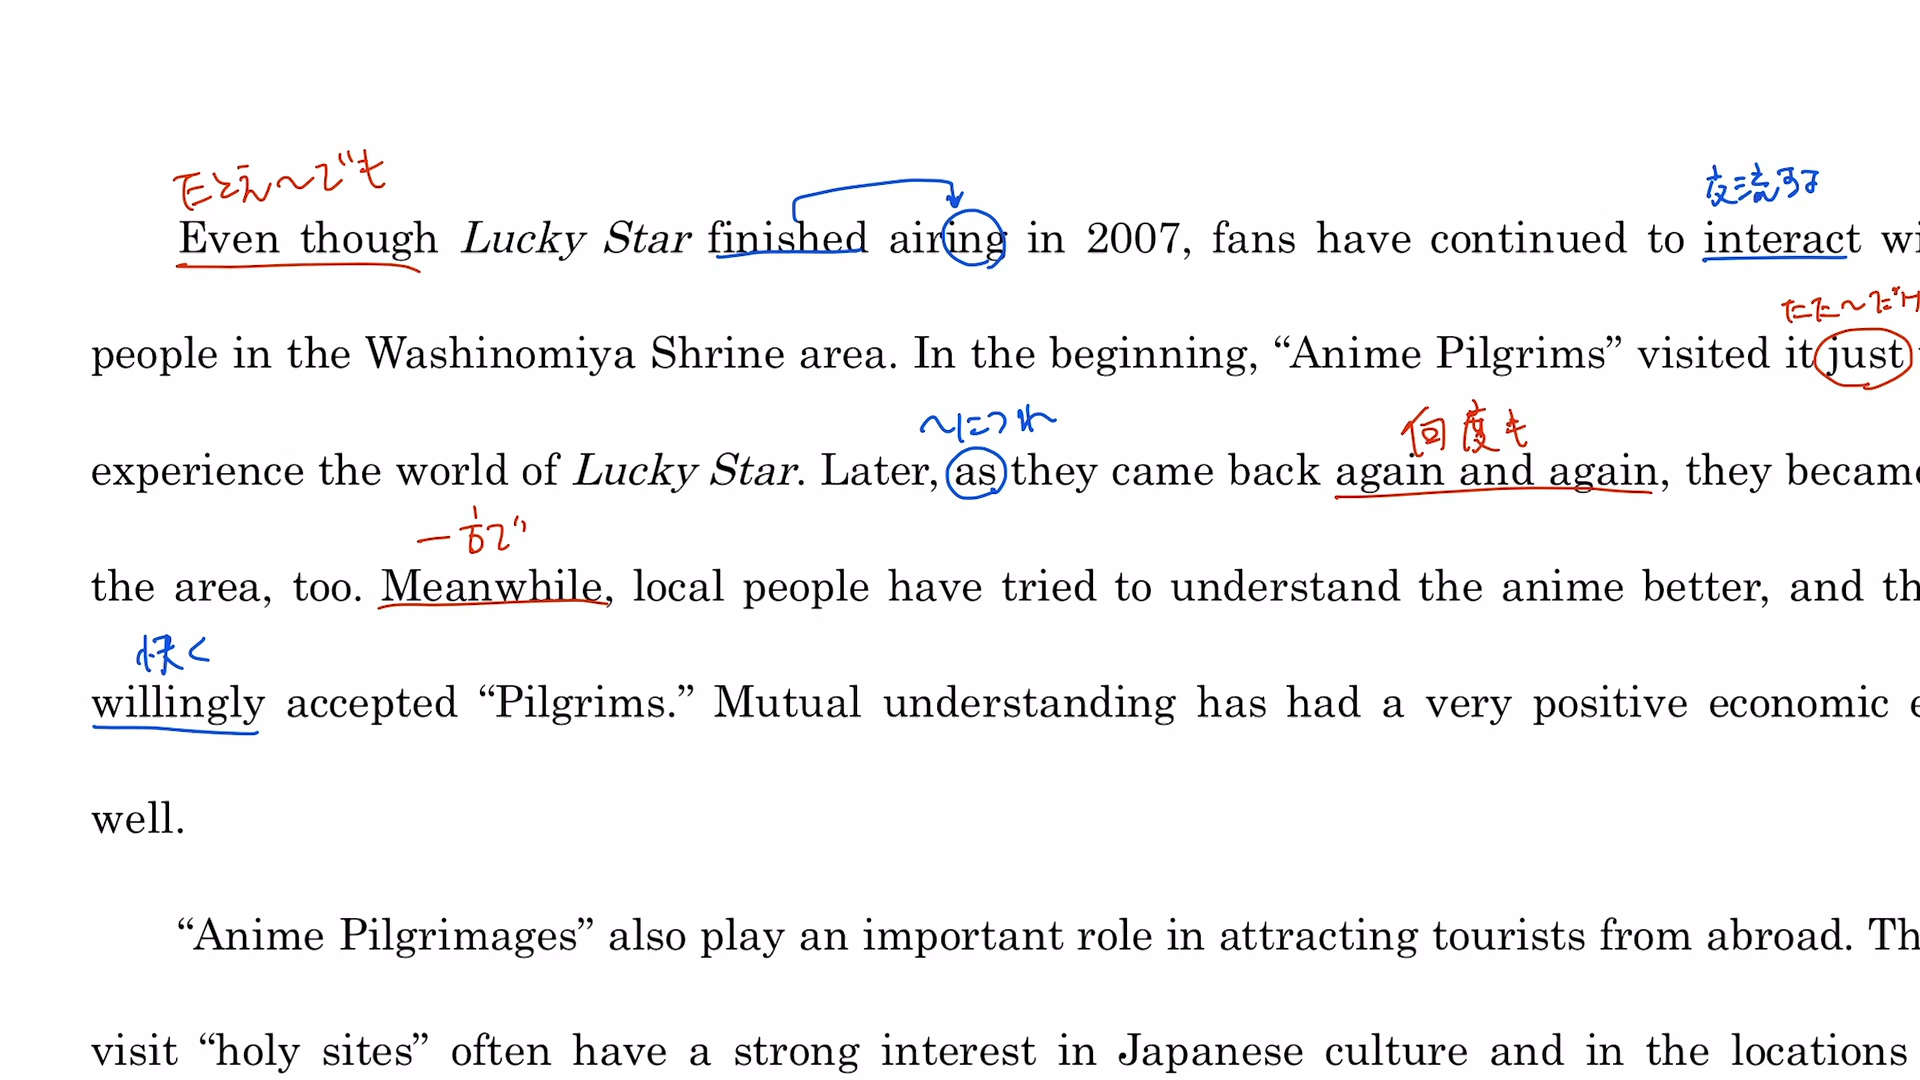 たとえ〜でも
交流する
Even though Lucky Star finished airing in 2007, fans have continued to interact
ただ〜だけ
people in the Washinomiya Shrine area. In the beginning, “Anime Pilgrims” visited it just
〜につれ
何度も
experience the world of Lucky Star. Later, as they came back again and again, they became
一方で
the area, too. Meanwhile, local people have tried to understand the anime better, and
快く
willingly accepted “Pilgrims.” Mutual understanding has had a very positive economic
well.
“Anime Pilgrimages” also play an important role in attracting tourists from abroad.
visit “holy sites” often have a strong interest in Japanese culture and in the locations